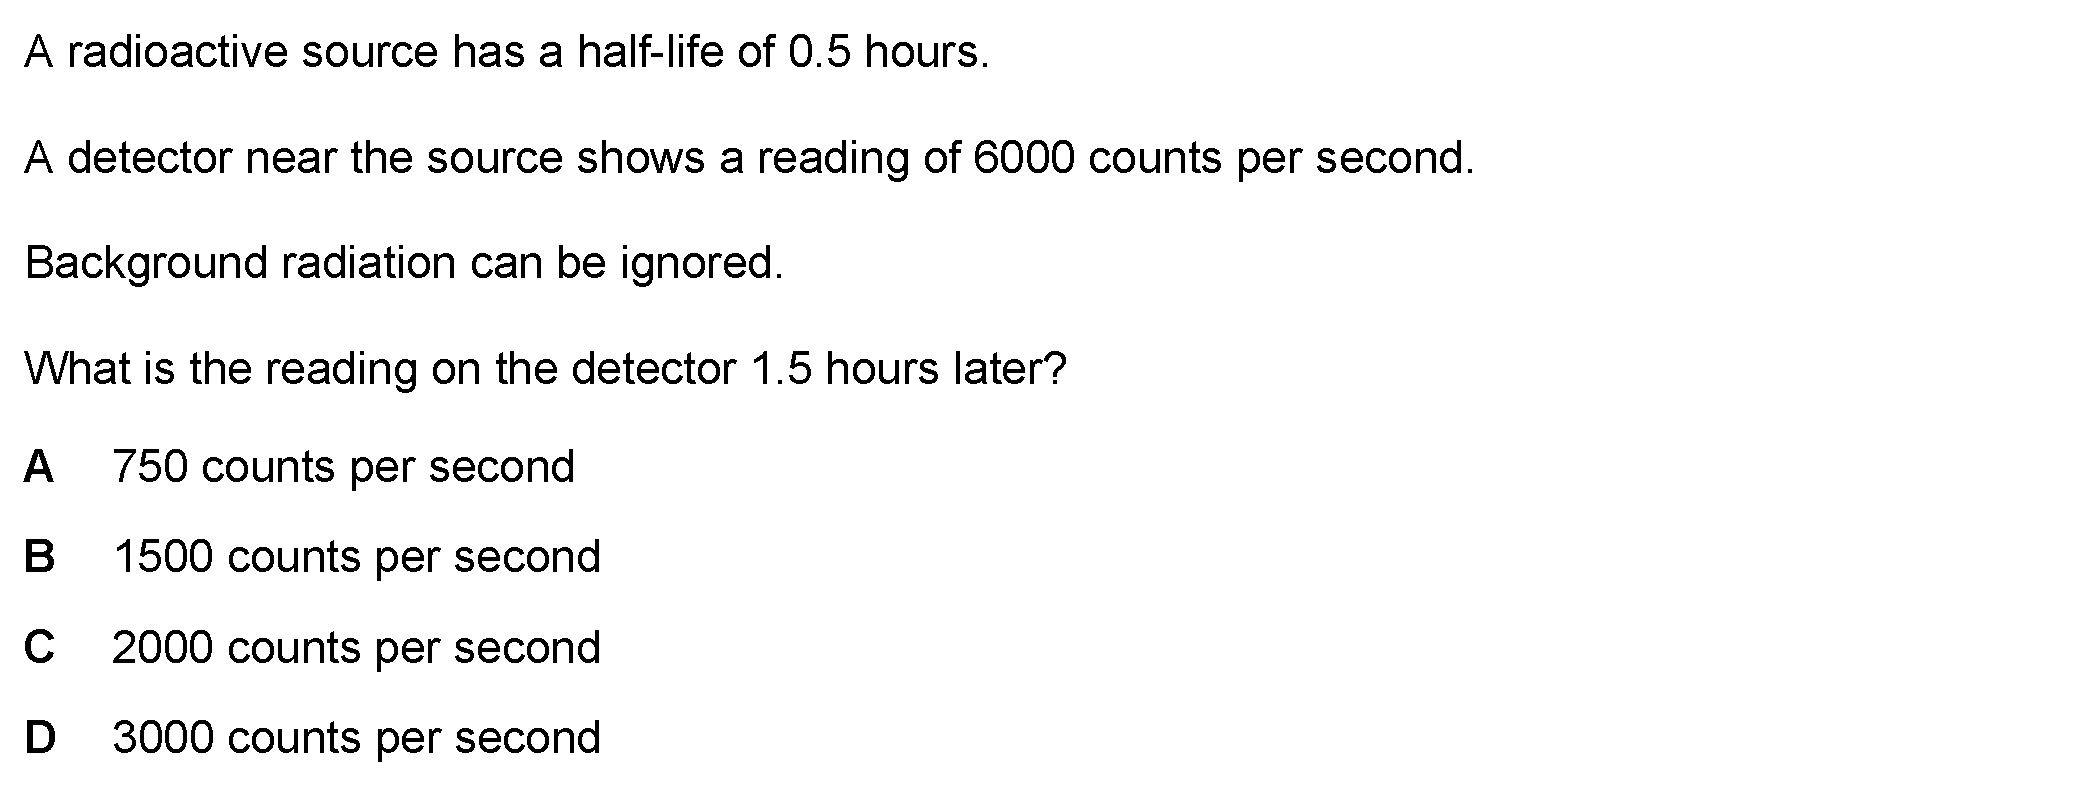 A radioactive source has a half-life of 0.5 hours.
A detector near the source shows a reading of 6000 counts per second.
Background radiation can be ignored.
What is the reading on the detector 1.5 hours later?
A 750 counts per second
B 1500 counts per second
C 2000 counts per second
D 3000 counts per second